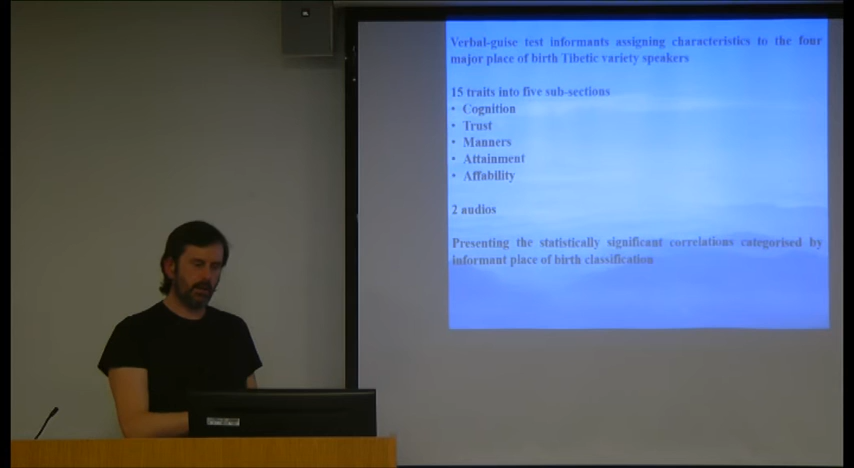 Verbal-guise test informants assigning characteristics to the four
major place of birth Tibetic variety speakers
15 traits into five sub-sections
• Cognition
• Trust
• Manners
• Attainment
• Affability
2 audios
Presenting the statistically significant correlations categorised by
informant place of birth classification